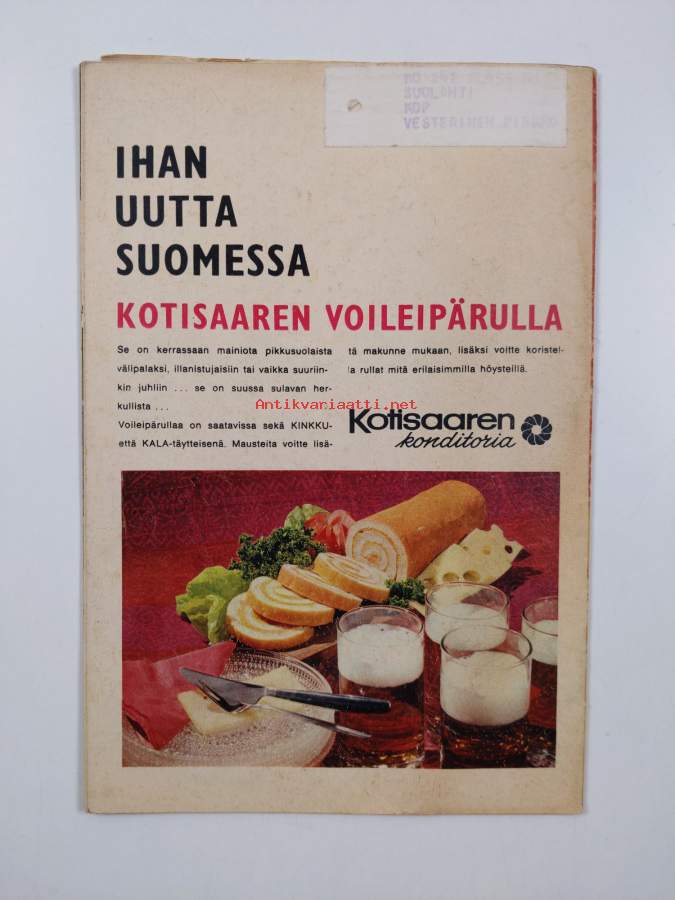 SUOLAHTI
KOP
IHAN
UUTTA
SUOMESSA
KOTISAAREN VOILEIPÄRULLA
Se on kerrassaan mainiota pikkusuolaista
välipalaksi, illanistujaisiin tai vaikka suuriin-
kin juhliin ... se on suussa sulavan her-
kullista ...
Voileipärullaa on saatavissa sekä KINKKU-
että KALA-täytteisenä. Mausteita voitte lisä-
tä makunne mukaan, lisäksi voitte koristel-
la rullat mitä erilaisimmilla höysteillä.
Antikvariaatti.net
Kotisaaren
konditoria